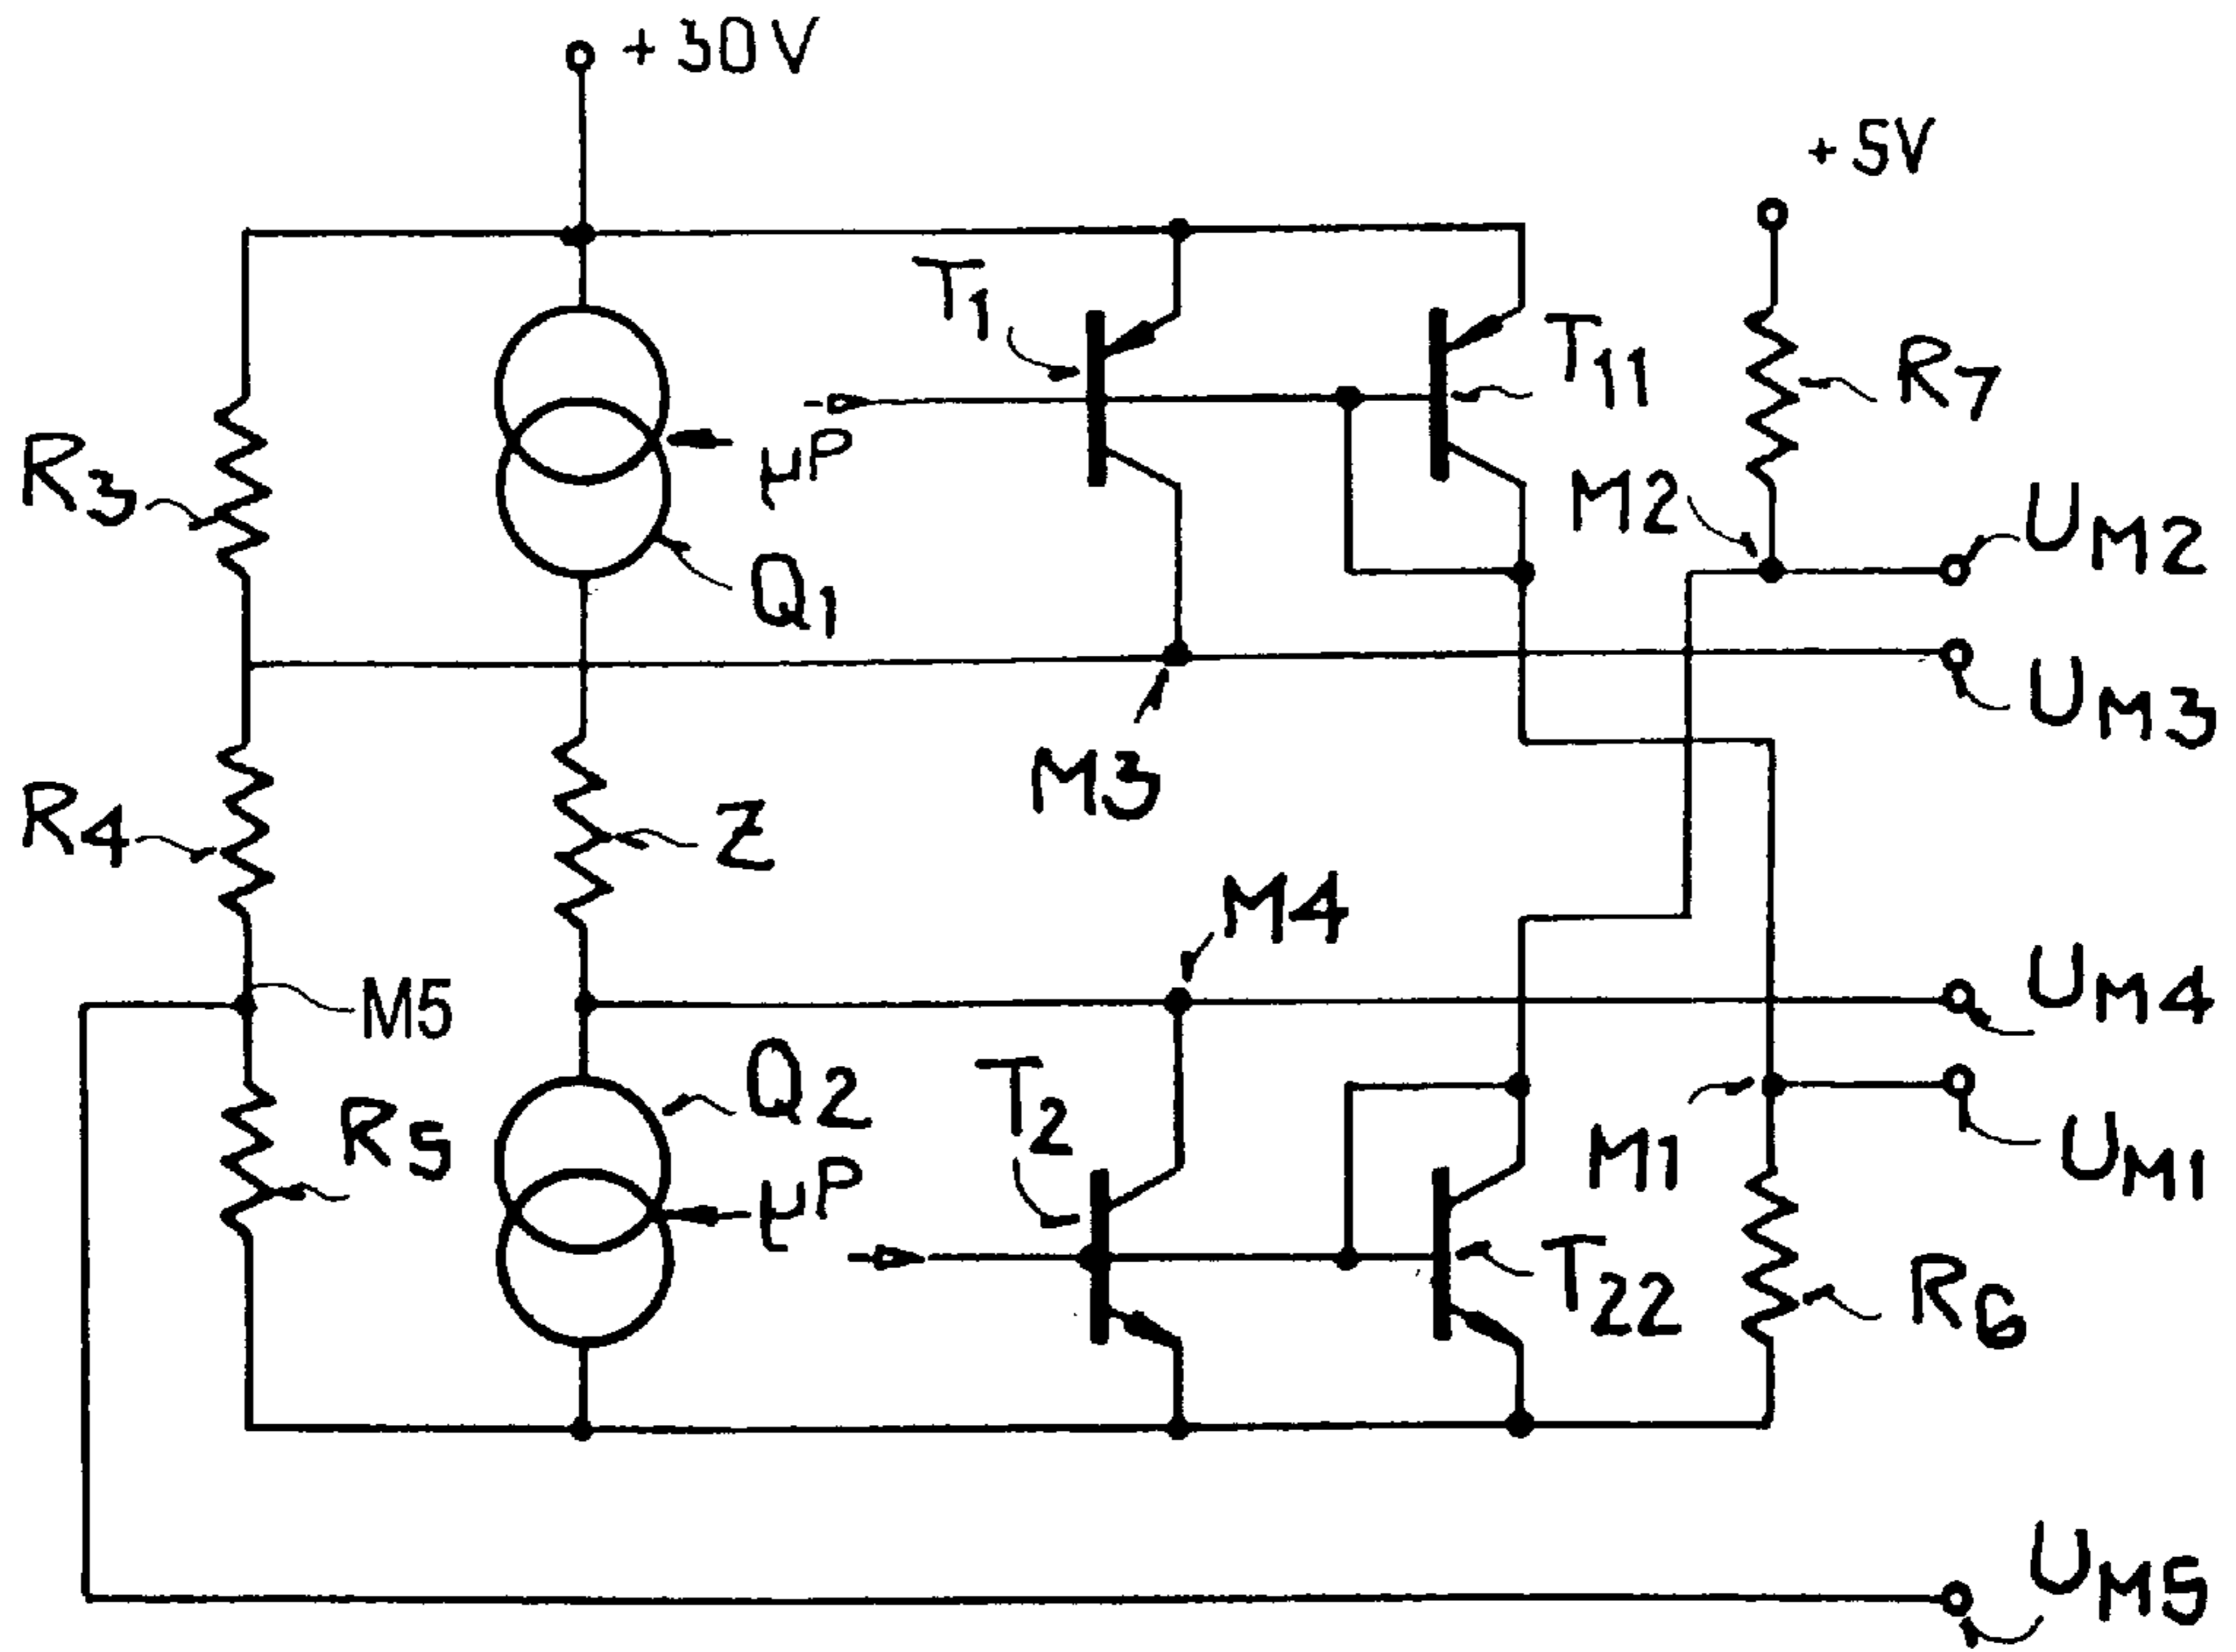 +30V
+5V
T1
T11
R7
R3
µP
M2
UM2
Q1
UM3
M3
R4
Z
M4
UM4
M5
Q2
T2
R5
M1
UM1
µP
T22
R6
UM5